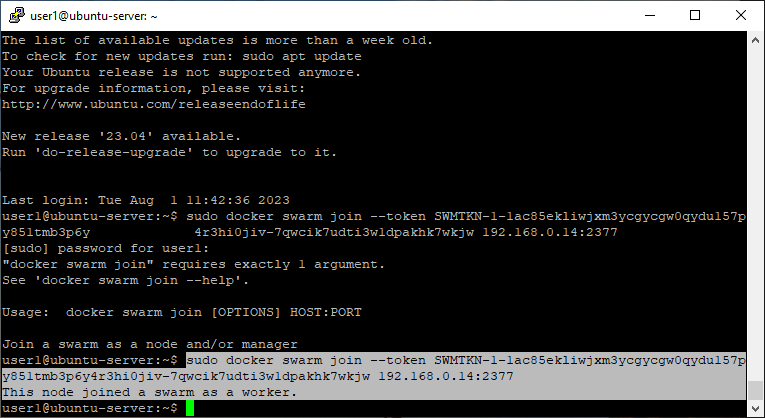 user1@ubuntu-server: ~
The list of available updates is more than a week old.
To check for new updates run: sudo apt update
Your Ubuntu release is not supported anymore.
For upgrade information, please visit:
http://www.ubuntu.com/releaseendoflife
New release '23.04' available.
Run 'do-release-upgrade' to upgrade to it.
Last login: Tue Aug  1 11:42:36 2023
user1@ubuntu-server:~$ sudo docker swarm join --token SWMTKN-1-1ac85ekliwjxm3ycgycgw0qydu157p
y851tmb3p6y              4r3hi0jiv-7qwcik7udti3w1dpakhk7wkjw 192.168.0.14:2377
[sudo] password for user1:
"docker swarm join" requires exactly 1 argument.
See 'docker swarm join --help'.
Usage:  docker swarm join [OPTIONS] HOST:PORT
Join a swarm as a node and/or manager
user1@ubuntu-server:~$ sudo docker swarm join --token SWMTKN-1-1ac85ekliwjxm3ycgycgw0qydu157p
y851tmb3p6y4r3hi0jiv-7qwcik7udti3w1dpakhk7wkjw 192.168.0.14:2377
This node joined a swarm as a worker.
user1@ubuntu-server:~$